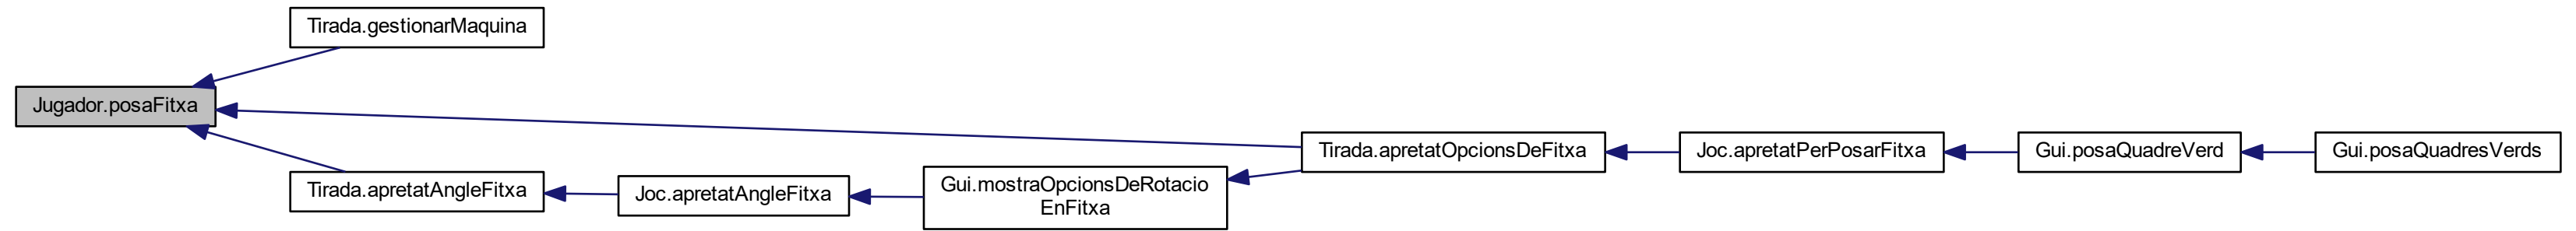 Tirada.gestionarMaquina
Jugador.posaFitxa
Tirada.apretatOpcionsDeFitxa
Joc.apretatPerPosarFitxa
Gui.posaQuadreVerd
Gui.posaQuadresVerds
Tirada.apretatAngleFitxa
Joc.apretatAngleFitxa
Gui.mostraOpcionsDeRotacio
EnFitxa